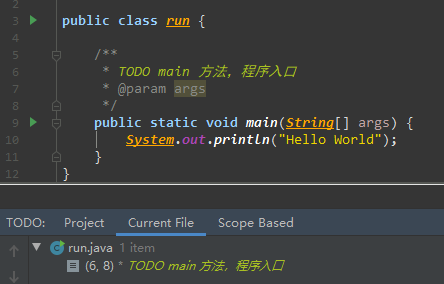 2
3 public class run {
4
5 /**
6 * TODO main 方法，程序入口
7 * @param args
8 */
9 public static void main(String[] args) {
10 System.out.println("Hello World");
11 }
12 }
TODO: Project Current File Scope Based
run.java 1 item
(6, 8) * TODO main 方法，程序入口